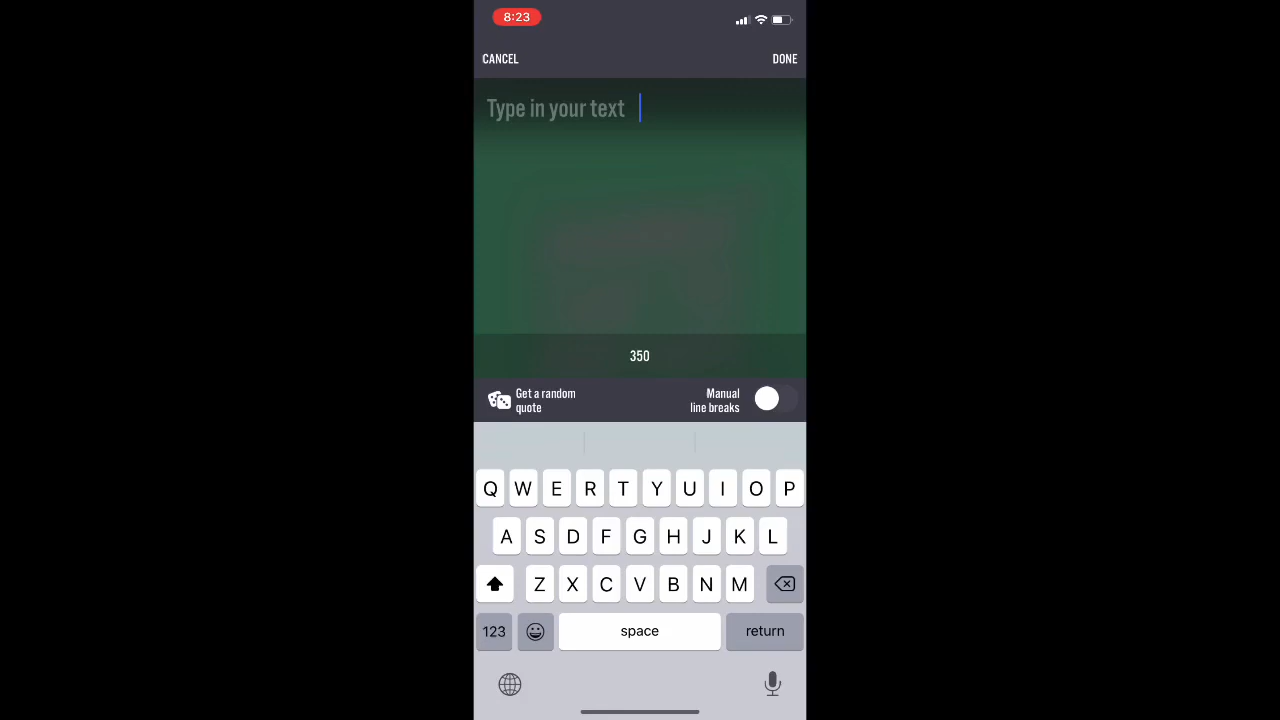 8:23
CANCEL DONE
Type in your text
350
Get a random
quote
Manual
line breaks
Q W E R T Y U I O P
A S D F G H J K L
Z X C V B N M
123 space return